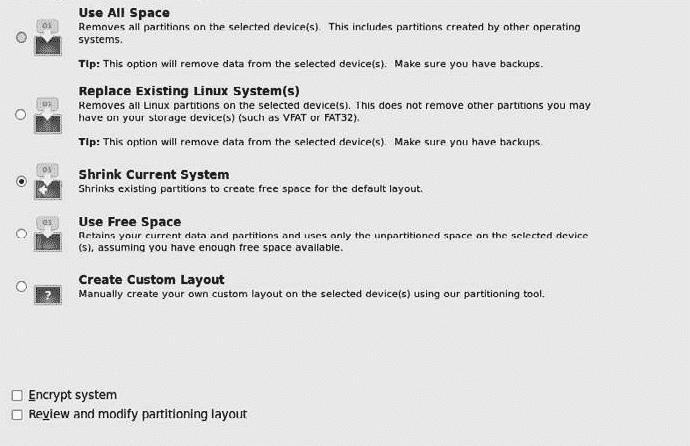 Use All Space
Removes all partitions on the selected device(s).  This includes partitions created by other operating
systems.
Tip: This option will remove data from the selected device(s).  Make sure you have backups.
Replace Existing Linux System(s)
Removes all Linux partitions on the selected device(s). This does not remove other partitions you may
have on your storage device(s) (such as VFAT or FAT32).
Tip: This option will remove data from the selected device(s).  Make sure you have backups.
Shrink Current System
Shrinks existing partitions to create free space for the default layout.
Use Free Space
Retains your current data and partitions and uses only the unpartitioned space on the selected device
(s), assuming you have enough free space available.
?
Create Custom Layout
Manually create your own custom layout on the selected device(s) using our partitioning tool.
Encrypt system
Review and modify partitioning layout